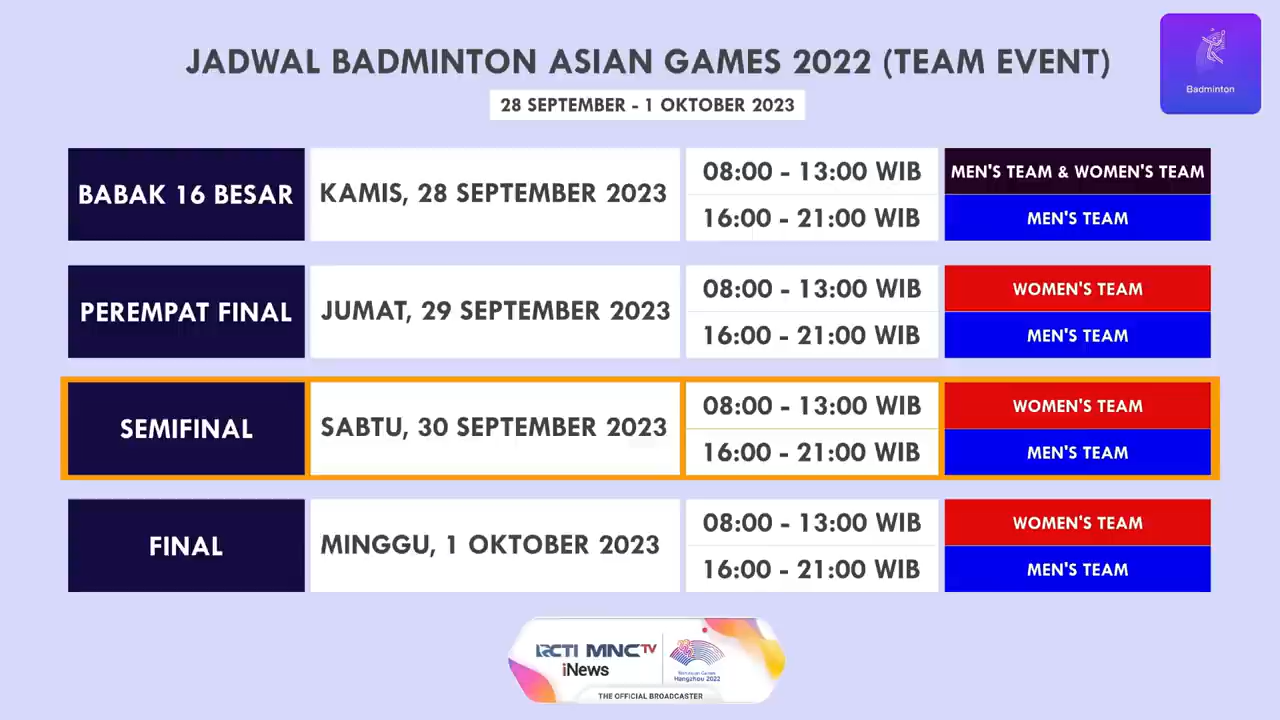 JADWAL BADMINTON ASIAN GAMES 2022 (TEAM EVENT)
28 SEPTEMBER - 1 OKTOBER 2023
Badminton
BABAK 16 BESAR
KAMIS, 28 SEPTEMBER 2023
08:00 - 13:00 WIB
MEN'S TEAM & WOMEN'S TEAM
16:00 - 21:00 WIB
MEN'S TEAM
PEREMPAT FINAL
JUMAT, 29 SEPTEMBER 2023
08:00 - 13:00 WIB
WOMEN'S TEAM
16:00 - 21:00 WIB
MEN'S TEAM
SEMIFINAL
SABTU, 30 SEPTEMBER 2023
08:00 - 13:00 WIB
WOMEN'S TEAM
16:00 - 21:00 WIB
MEN'S TEAM
FINAL
MINGGU, 1 OKTOBER 2023
08:00 - 13:00 WIB
WOMEN'S TEAM
16:00 - 21:00 WIB
MEN'S TEAM
RCTI MNCTV
iNews
19th Asian Games
Hangzhou 2022
THE OFFICIAL BROADCASTER